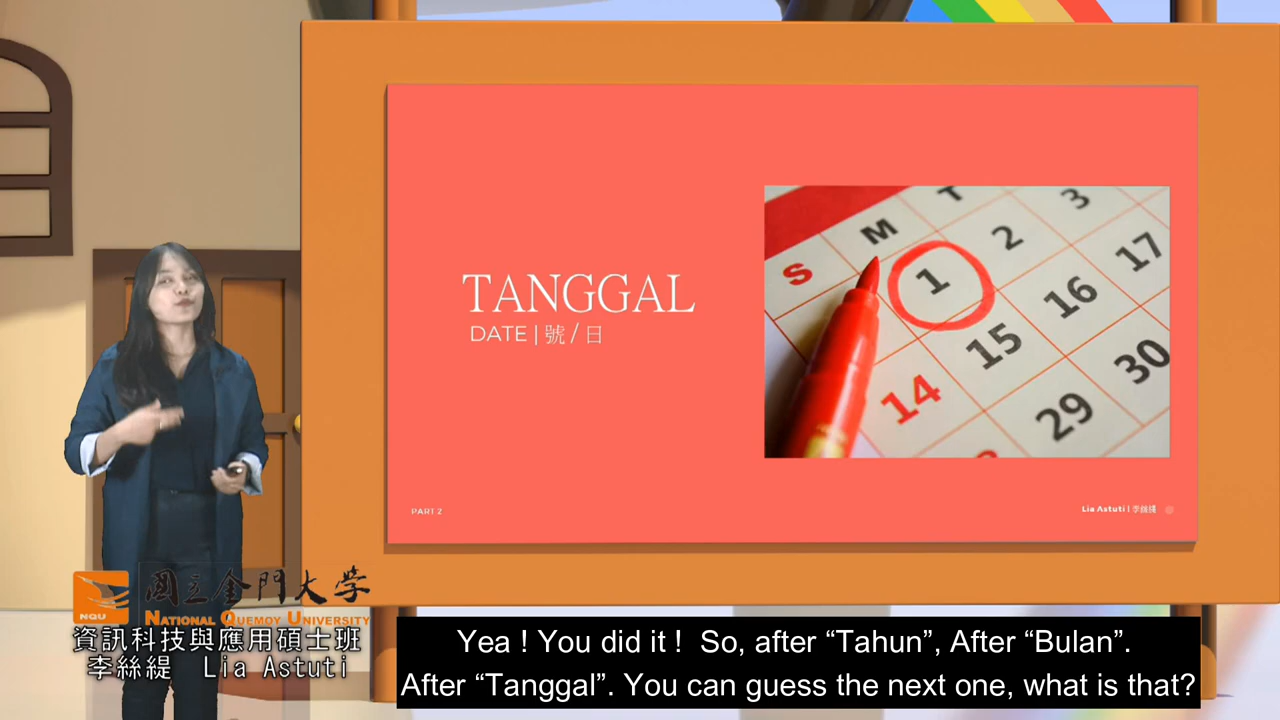 TANGGAL
DATE | 號 / 日
S M T
1 2 3
14 15 16 17
29 30
PART 2
Lia Astuti | 李絲緹
NQU
國立金門大學
NATIONAL QUEMOY UNIVERSITY
資訊科技與應用碩士班
李絲緹 Lia Astuti
Yea ! You did it ! So, after “Tahun”, After “Bulan”.
After “Tanggal”. You can guess the next one, what is that?